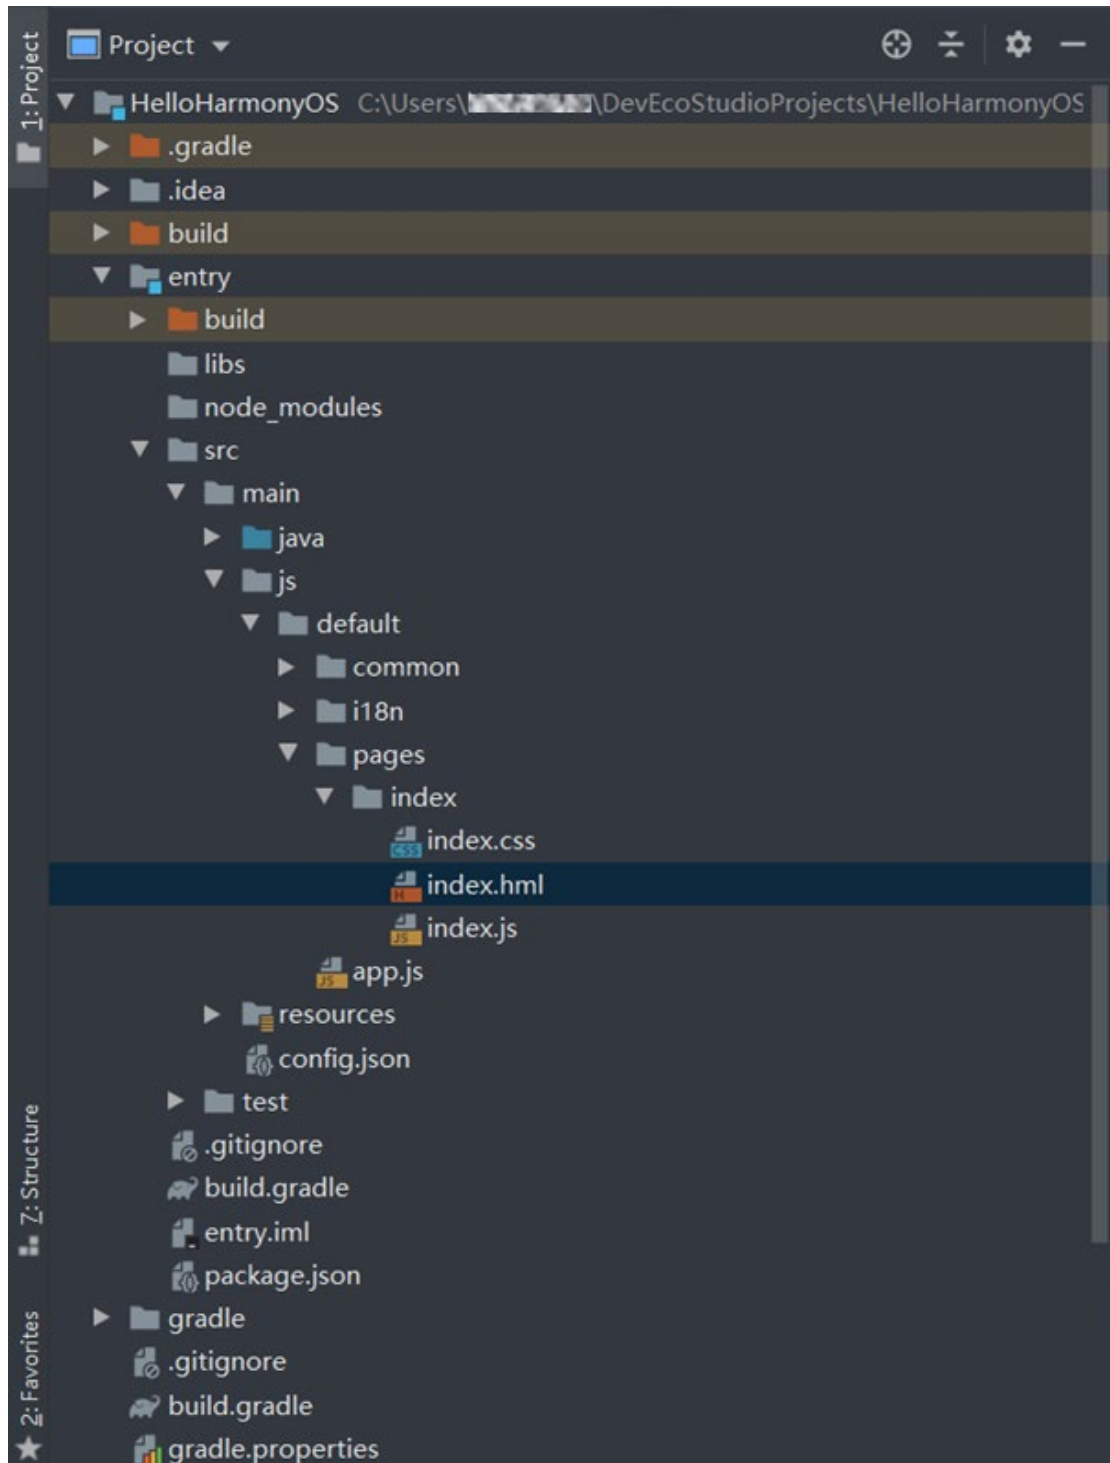 Project
1: Project
HelloHarmonyOS C:\Users\ \DevEcoStudioProjects\HelloHarmonyOS
.gradle
.idea
build
entry
build
libs
node_modules
src
main
java
js
default
common
i18n
pages
index
index.css
index.hml
index.js
app.js
resources
config.json
test
.gitignore
build.gradle
entry.iml
package.json
gradle
.gitignore
build.gradle
gradle.properties
7: Structure
2: Favorites